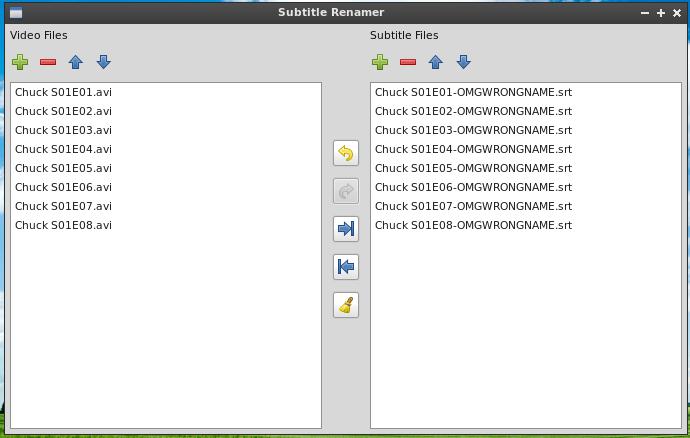 Subtitle Renamer
Video Files
Chuck S01E01.avi
Chuck S01E02.avi
Chuck S01E03.avi
Chuck S01E04.avi
Chuck S01E05.avi
Chuck S01E06.avi
Chuck S01E07.avi
Chuck S01E08.avi
Subtitle Files
Chuck S01E01-OMGWRONGNAME.srt
Chuck S01E02-OMGWRONGNAME.srt
Chuck S01E03-OMGWRONGNAME.srt
Chuck S01E04-OMGWRONGNAME.srt
Chuck S01E05-OMGWRONGNAME.srt
Chuck S01E06-OMGWRONGNAME.srt
Chuck S01E07-OMGWRONGNAME.srt
Chuck S01E08-OMGWRONGNAME.srt